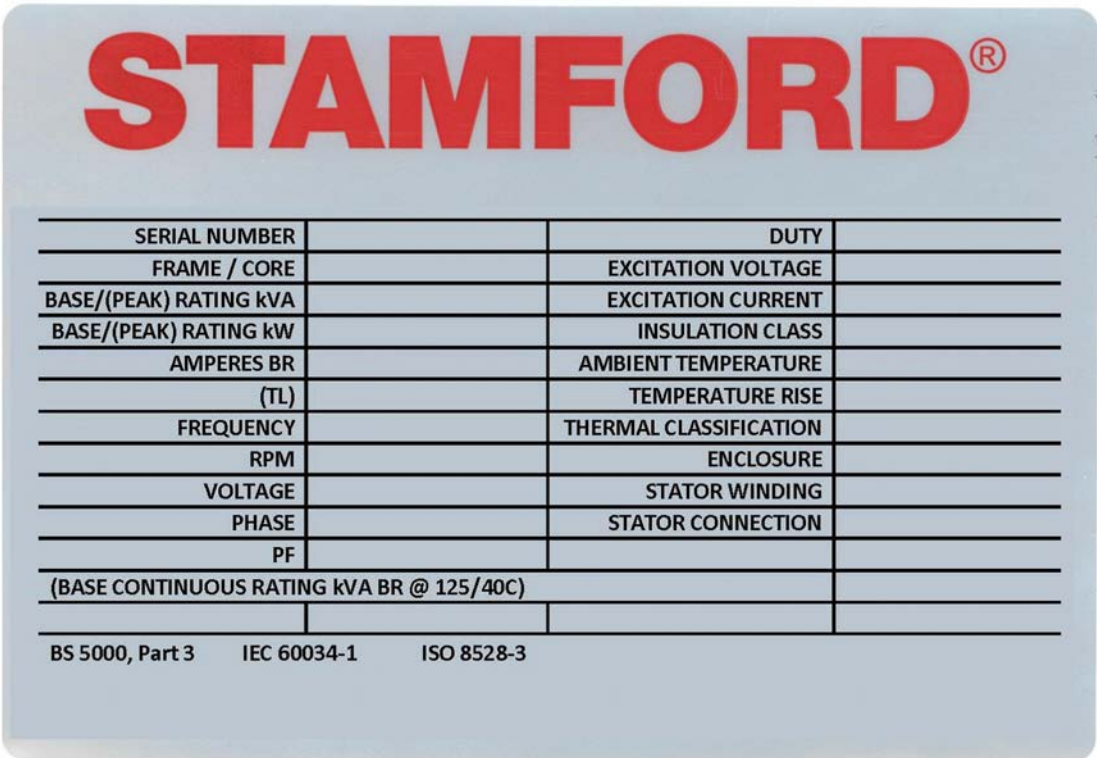 STAMFORD®
SERIAL NUMBER DUTY
FRAME / CORE EXCITATION VOLTAGE
BASE/(PEAK) RATING kVA EXCITATION CURRENT
BASE/(PEAK) RATING kW INSULATION CLASS
AMPERES BR AMBIENT TEMPERATURE
(TL) TEMPERATURE RISE
FREQUENCY THERMAL CLASSIFICATION
RPM ENCLOSURE
VOLTAGE STATOR WINDING
PHASE STATOR CONNECTION
PF
(BASE CONTINUOUS RATING kVA BR @ 125/40C)
BS 5000, Part 3 IEC 60034-1 ISO 8528-3